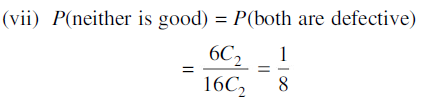 (vii) P(neither is good) = P(both are defective)
= 6C₂ / 16C₂ = 1 / 8